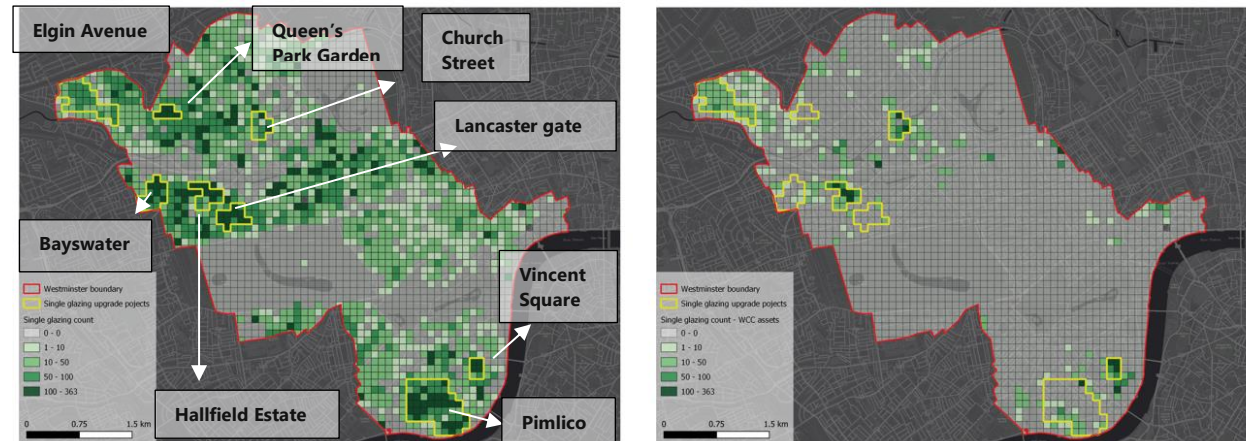 Elgin Avenue
Queen's
Park Garden
Church
Street
Lancaster gate
Bayswater
Vincent
Square
Hallfield Estate
Pimlico
Westminster boundary
Single glazing upgrade pojects
Single glazing count
0 - 0
1 - 10
10 - 50
50 - 100
100 - 363
0 0.75 1.5 km
Westminster boundary
Single glazing upgrade pojects
Single glazing count - WCC assets
0 - 0
1 - 10
10 - 50
50 - 100
100 - 363
0 0.75 1.5 km